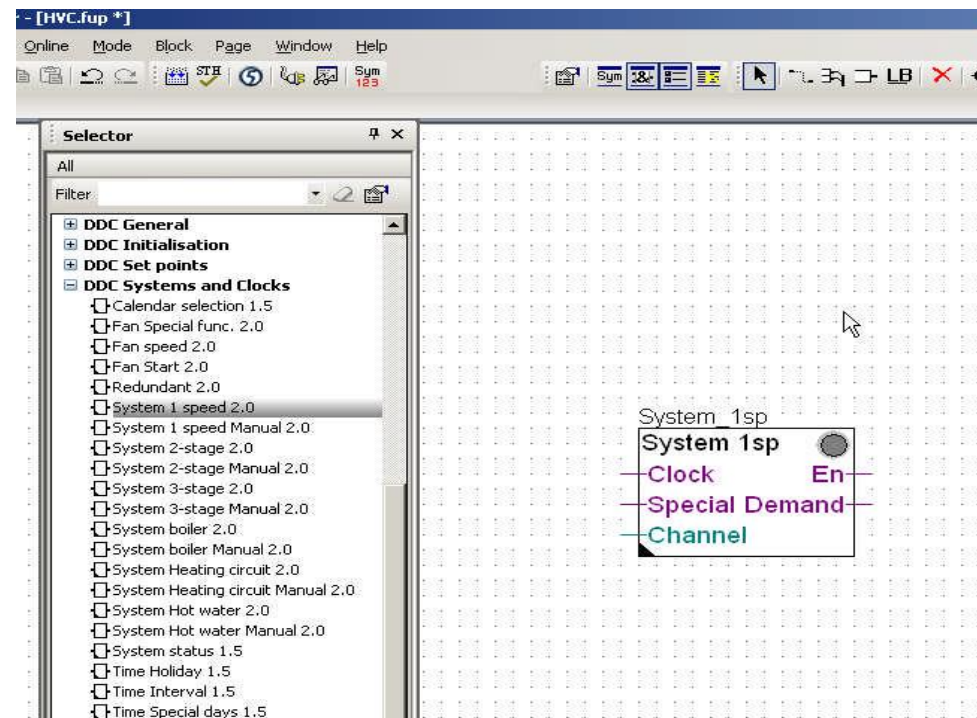 r - [HVC.fup *]
Online Mode Block Page Window Help
STH S Sym 123 Sym LB
Selector
All
Filter
DDC General
DDC Initialisation
DDC Set points
DDC Systems and Clocks
Calendar selection 1.5
Fan Special func. 2.0
Fan speed 2.0
Fan Start 2.0
Redundant 2.0
System 1 speed 2.0
System 1 speed Manual 2.0
System 2-stage 2.0
System 2-stage Manual 2.0
System 3-stage 2.0
System 3-stage Manual 2.0
System boiler 2.0
System boiler Manual 2.0
System Heating circuit 2.0
System Heating circuit Manual 2.0
System Hot water 2.0
System Hot water Manual 2.0
System status 1.5
Time Holiday 1.5
Time Interval 1.5
Time Special days 1.5
System_1sp
System 1sp
Clock En
Special Demand
Channel